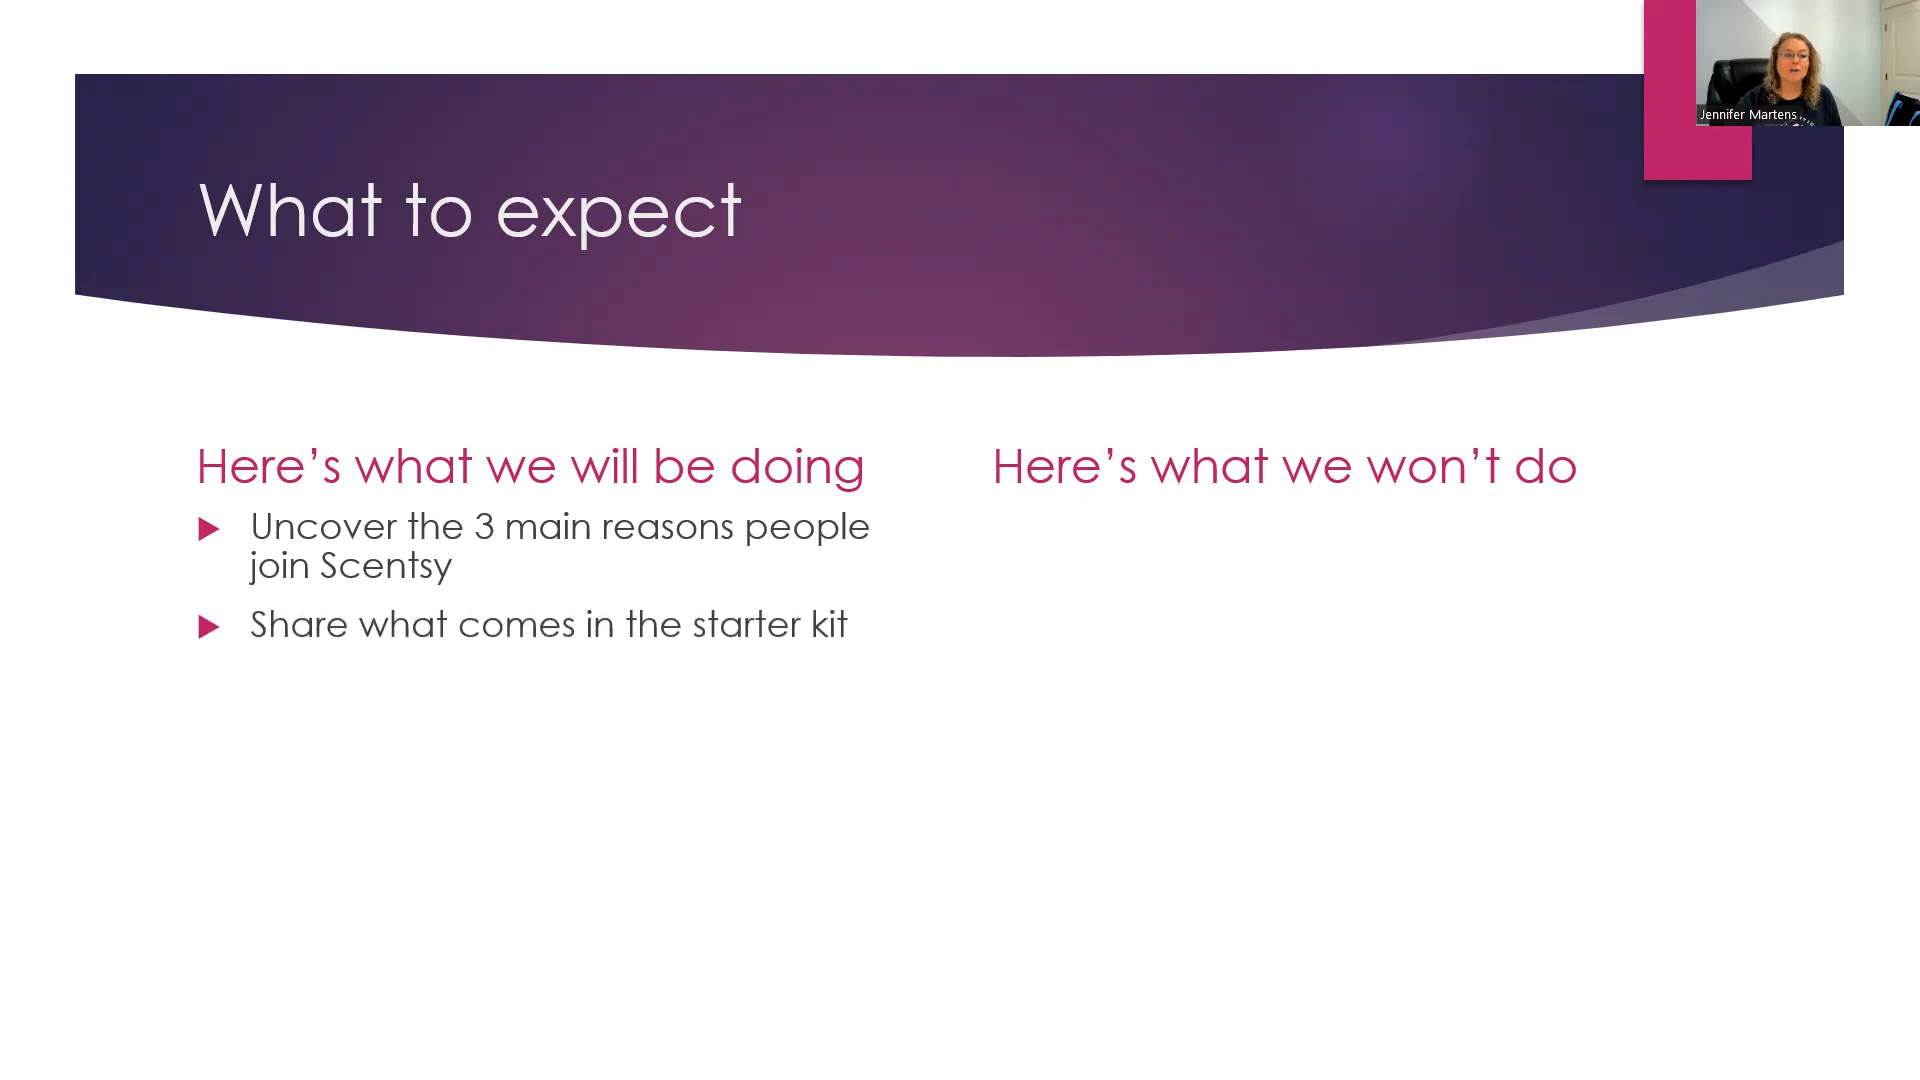 Jennifer Martens
What to expect
Here's what we will be doing
Uncover the 3 main reasons people
join Scentsy
Share what comes in the starter kit
Here's what we won't do